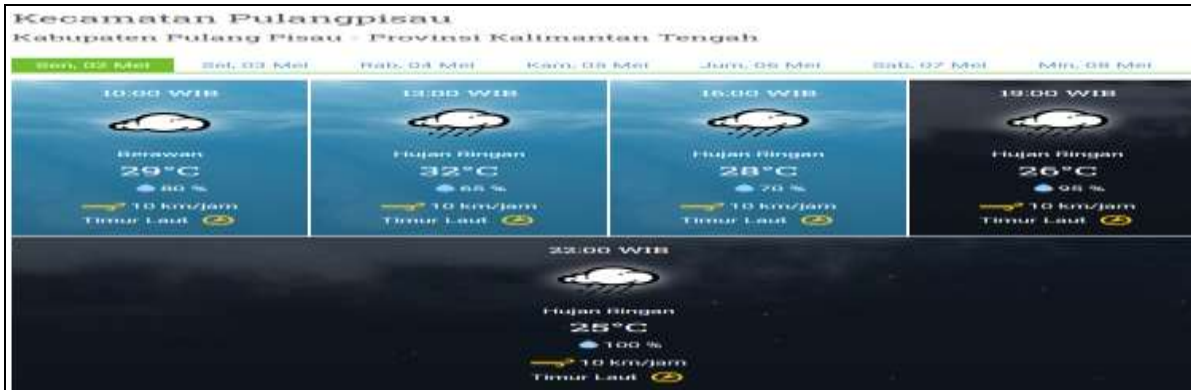 Kecamatan Pulangpisau
Kabupaten Pulang Pisau - Provinsi Kalimantan Tengah
Sen, 02 Mei Sel, 03 Mei Rab, 04 Mei Kam, 05 Mei Jum, 06 Mei Sab, 07 Mei Min, 08 Mei
10:00 WIB 13:00 WIB 16:00 WIB 19:00 WIB
Berawan Hujan Ringan Hujan Ringan Hujan Ringan
29°C 32°C 28°C 26°C
80 % 65 % 70 % 95 %
10 km/jam 10 km/jam 10 km/jam 10 km/jam
Timur Laut Timur Laut Timur Laut Timur Laut
22:00 WIB
Hujan Ringan
25°C
100 %
10 km/jam
Timur Laut